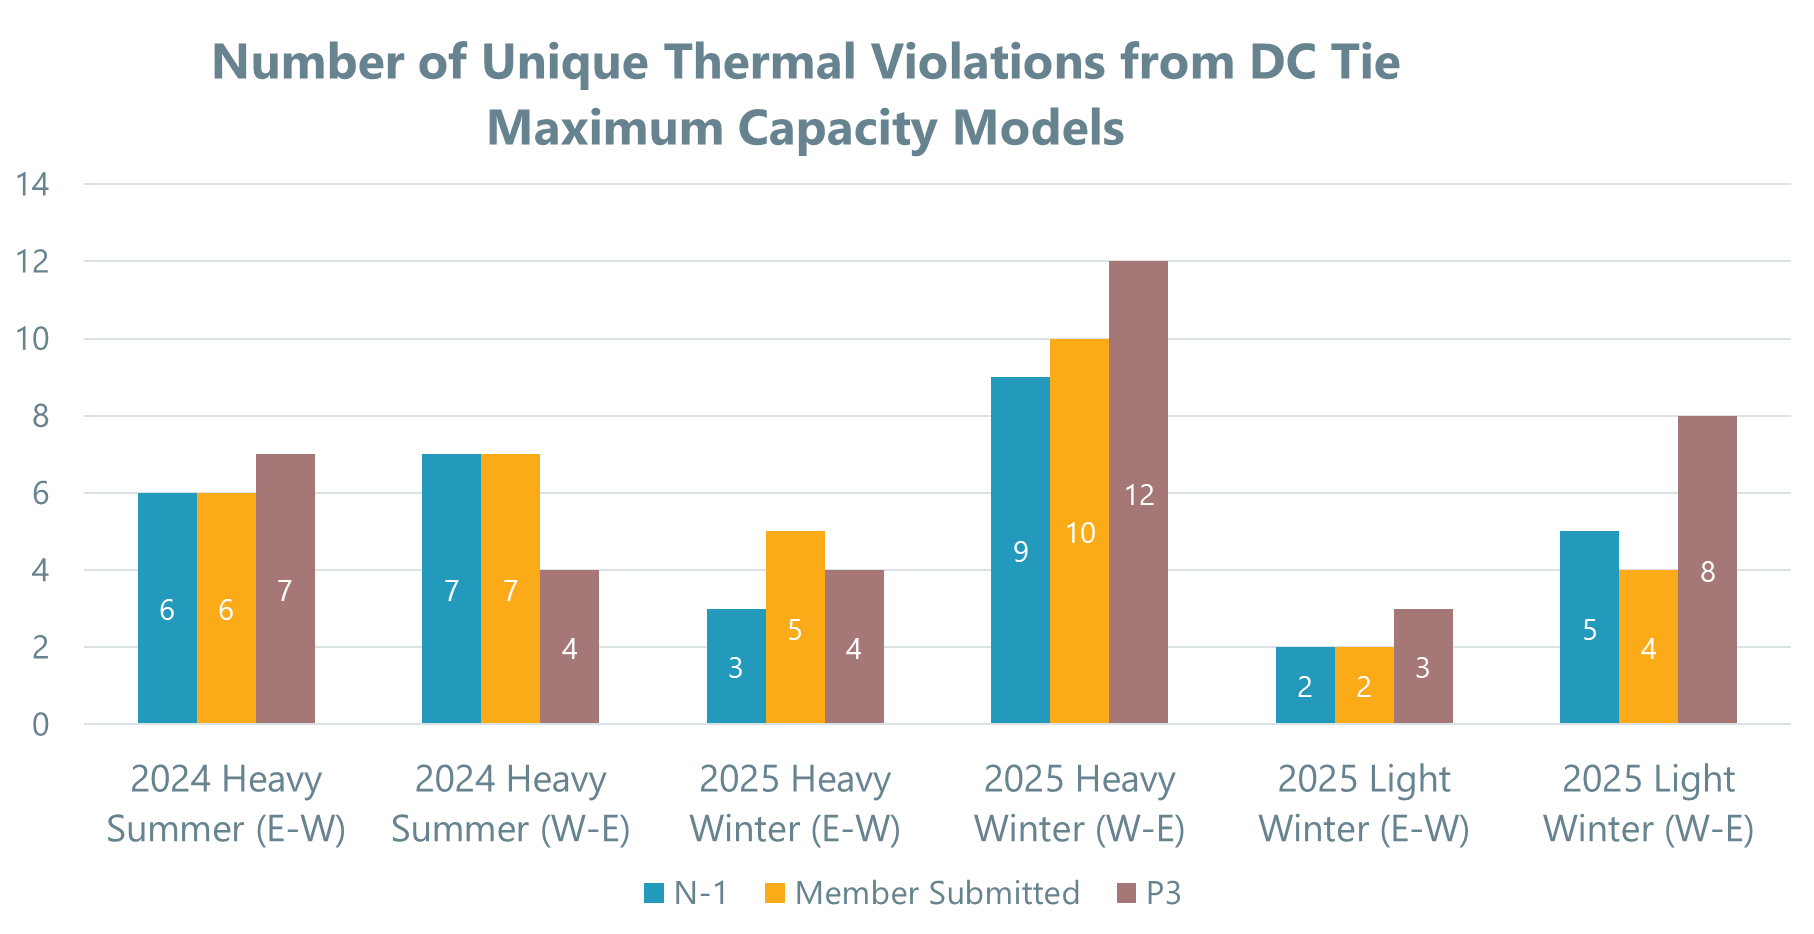 Number of Unique Thermal Violations from DC Tie
Maximum Capacity Models
14
12
10
8
6
4
2
0
6
6
7
7
7
4
3
5
4
9
10
12
2
2
3
5
4
8
2024 Heavy
Summer (E-W)
2024 Heavy
Summer (W-E)
2025 Heavy
Winter (E-W)
2025 Heavy
Winter (W-E)
2025 Light
Winter (E-W)
2025 Light
Winter (W-E)
N-1
Member Submitted
P3